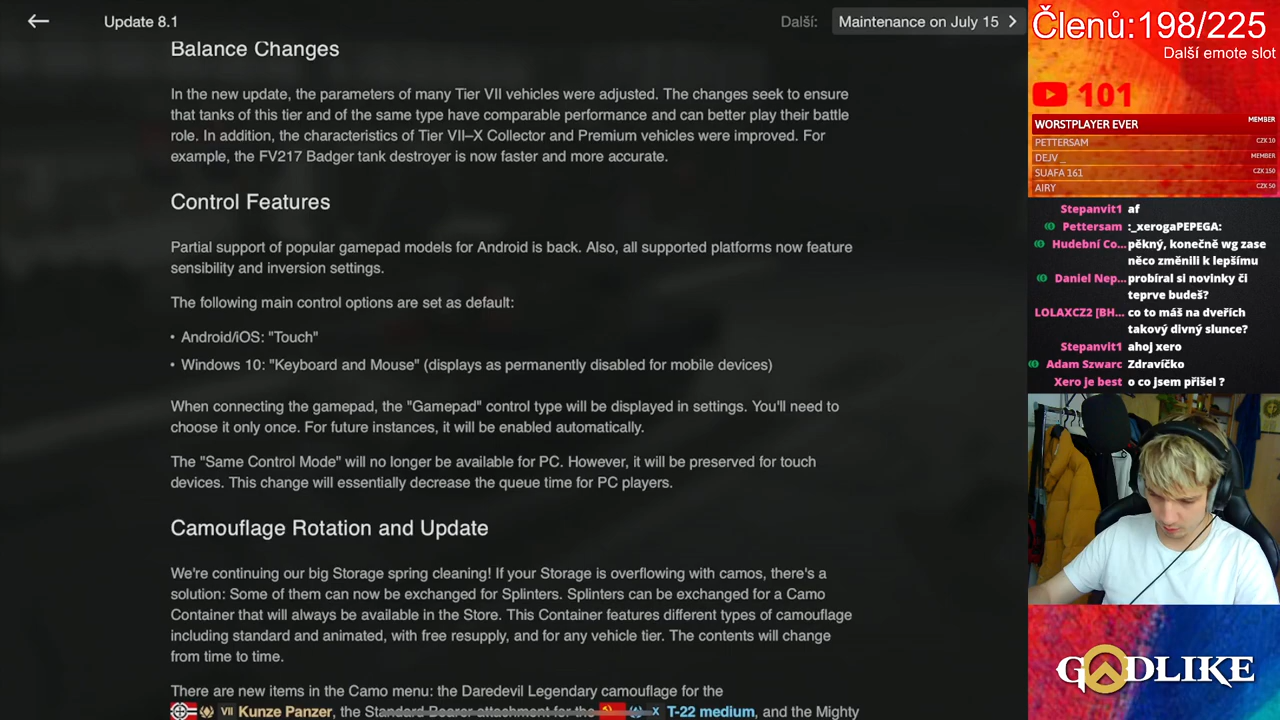 Update 8.1
Další:
Maintenance on July 15
Balance Changes
In the new update, the parameters of many Tier VII vehicles were adjusted. The changes seek to ensure
that tanks of this tier and of the same type have comparable performance and can better play their battle
role. In addition, the characteristics of Tier VII–X Collector and Premium vehicles were improved. For
example, the FV217 Badger tank destroyer is now faster and more accurate.
Control Features
Partial support of popular gamepad models for Android is back. Also, all supported platforms now feature
sensibility and inversion settings.
The following main control options are set as default:
• Android/iOS: "Touch"
• Windows 10: "Keyboard and Mouse" (displays as permanently disabled for mobile devices)
When connecting the gamepad, the "Gamepad" control type will be displayed in settings. You'll need to
choose it only once. For future instances, it will be enabled automatically.
The "Same Control Mode" will no longer be available for PC. However, it will be preserved for touch
devices. This change will essentially decrease the queue time for PC players.
Camouflage Rotation and Update
We're continuing our big Storage spring cleaning! If your Storage is overflowing with camos, there's a
solution: Some of them can now be exchanged for Splinters. Splinters can be exchanged for a Camo
Container that will always be available in the Store. This Container features different types of camouflage
including standard and animated, with free resupply, and for any vehicle tier. The contents will change
from time to time.
There are new items in the Camo menu: the Daredevil Legendary camouflage for the
VII Kunze Panzer, the Standard Bearer attachment for the X T-22 medium, and the Mighty
Členů:198/225
Další emote slot
101
WORSTPLAYER EVER MEMBER
PETTERSAM CZK 10
DEJV _ MEMBER
SUAFA 161 CZK 150
AIRY CZK 50
Stepanvit1 af
Pettersam :_xerogaPEPEGA:
Hudební Co... pěkný, konečně wg zase
něco změnili k lepšímu
Daniel Nep... probíral si novinky či
teprve budeš?
LOLAXCZ2 [BH... co to máš na dveřích
takový divný slunce?
Stepanvit1 ahoj xero
Adam Szwarc Zdravíčko
Xero je best o co jsem přišel ?
GODLIKE